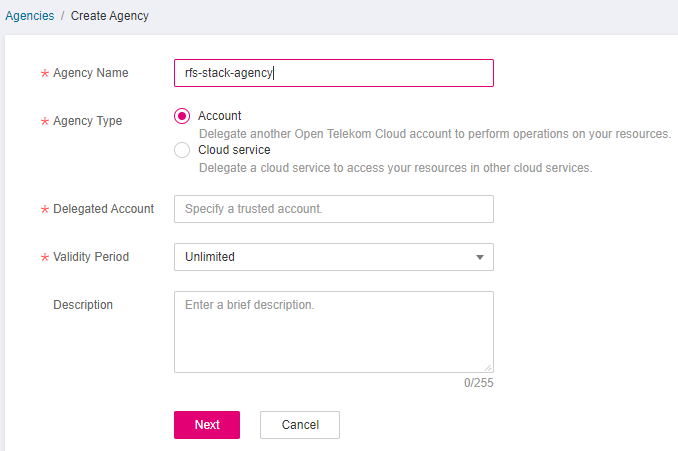 Agencies / Create Agency
* Agency Name rfs-stack-agency
* Agency Type Account
Delegate another Open Telekom Cloud account to perform operations on your resources.
Cloud service
Delegate a cloud service to access your resources in other cloud services.
* Delegated Account Specify a trusted account.
* Validity Period Unlimited
Description Enter a brief description.
0/255
Next Cancel